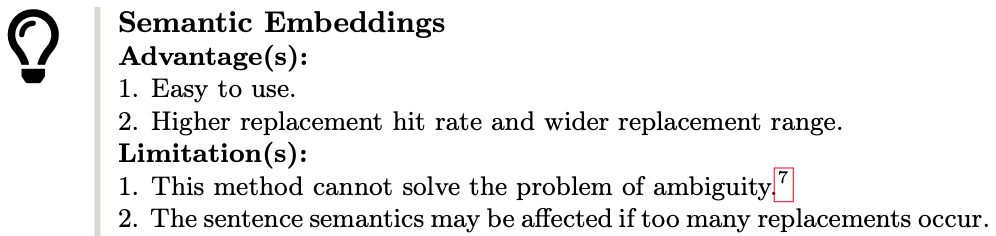 Semantic Embeddings
Advantage(s):
1. Easy to use.
2. Higher replacement hit rate and wider replacement range.
Limitation(s):
1. This method cannot solve the problem of ambiguity.7
2. The sentence semantics may be affected if too many replacements occur.